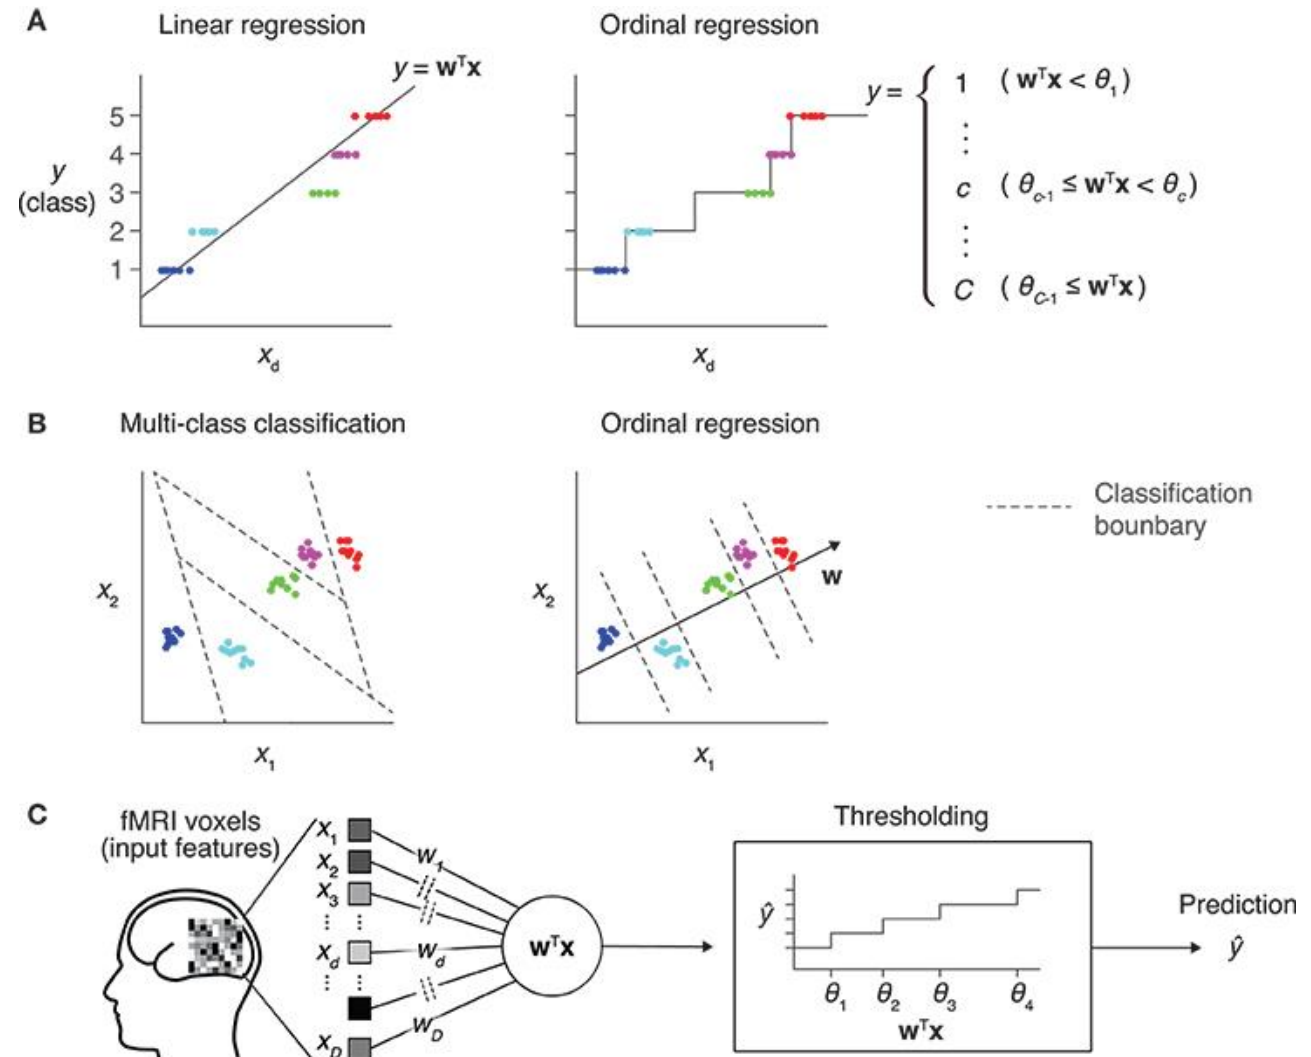 A
Linear regression
Ordinal regression
y = wᵀx
5
4
3
2
1
y
(class)
x_d
x_d
y =
1 ( wᵀx < θ₁ )
⋮
c ( θ_c-1 ≤ wᵀx < θ_c )
⋮
C ( θ_C-1 ≤ wᵀx )
B
Multi-class classification
Ordinal regression
x₂
x₁
x₂
x₁
w
Classification
bounbary
C
fMRI voxels
(input features)
x₁
x₂
x₃
⋮ ⋮
x_d
⋮ ⋮
x_D
w₁
w_d
w_D
wᵀx
Thresholding
ŷ
θ₁ θ₂ θ₃ θ₄
wᵀx
Prediction
ŷ